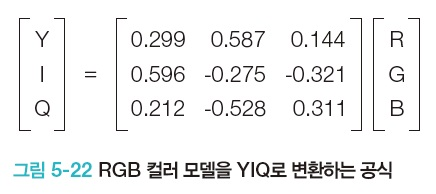 Y 0.299 0.587 0.144 R
I = 0.596 -0.275 -0.321 G
Q 0.212 -0.528 0.311 B
그림 5-22 RGB 컬러 모델을 YIQ로 변환하는 공식